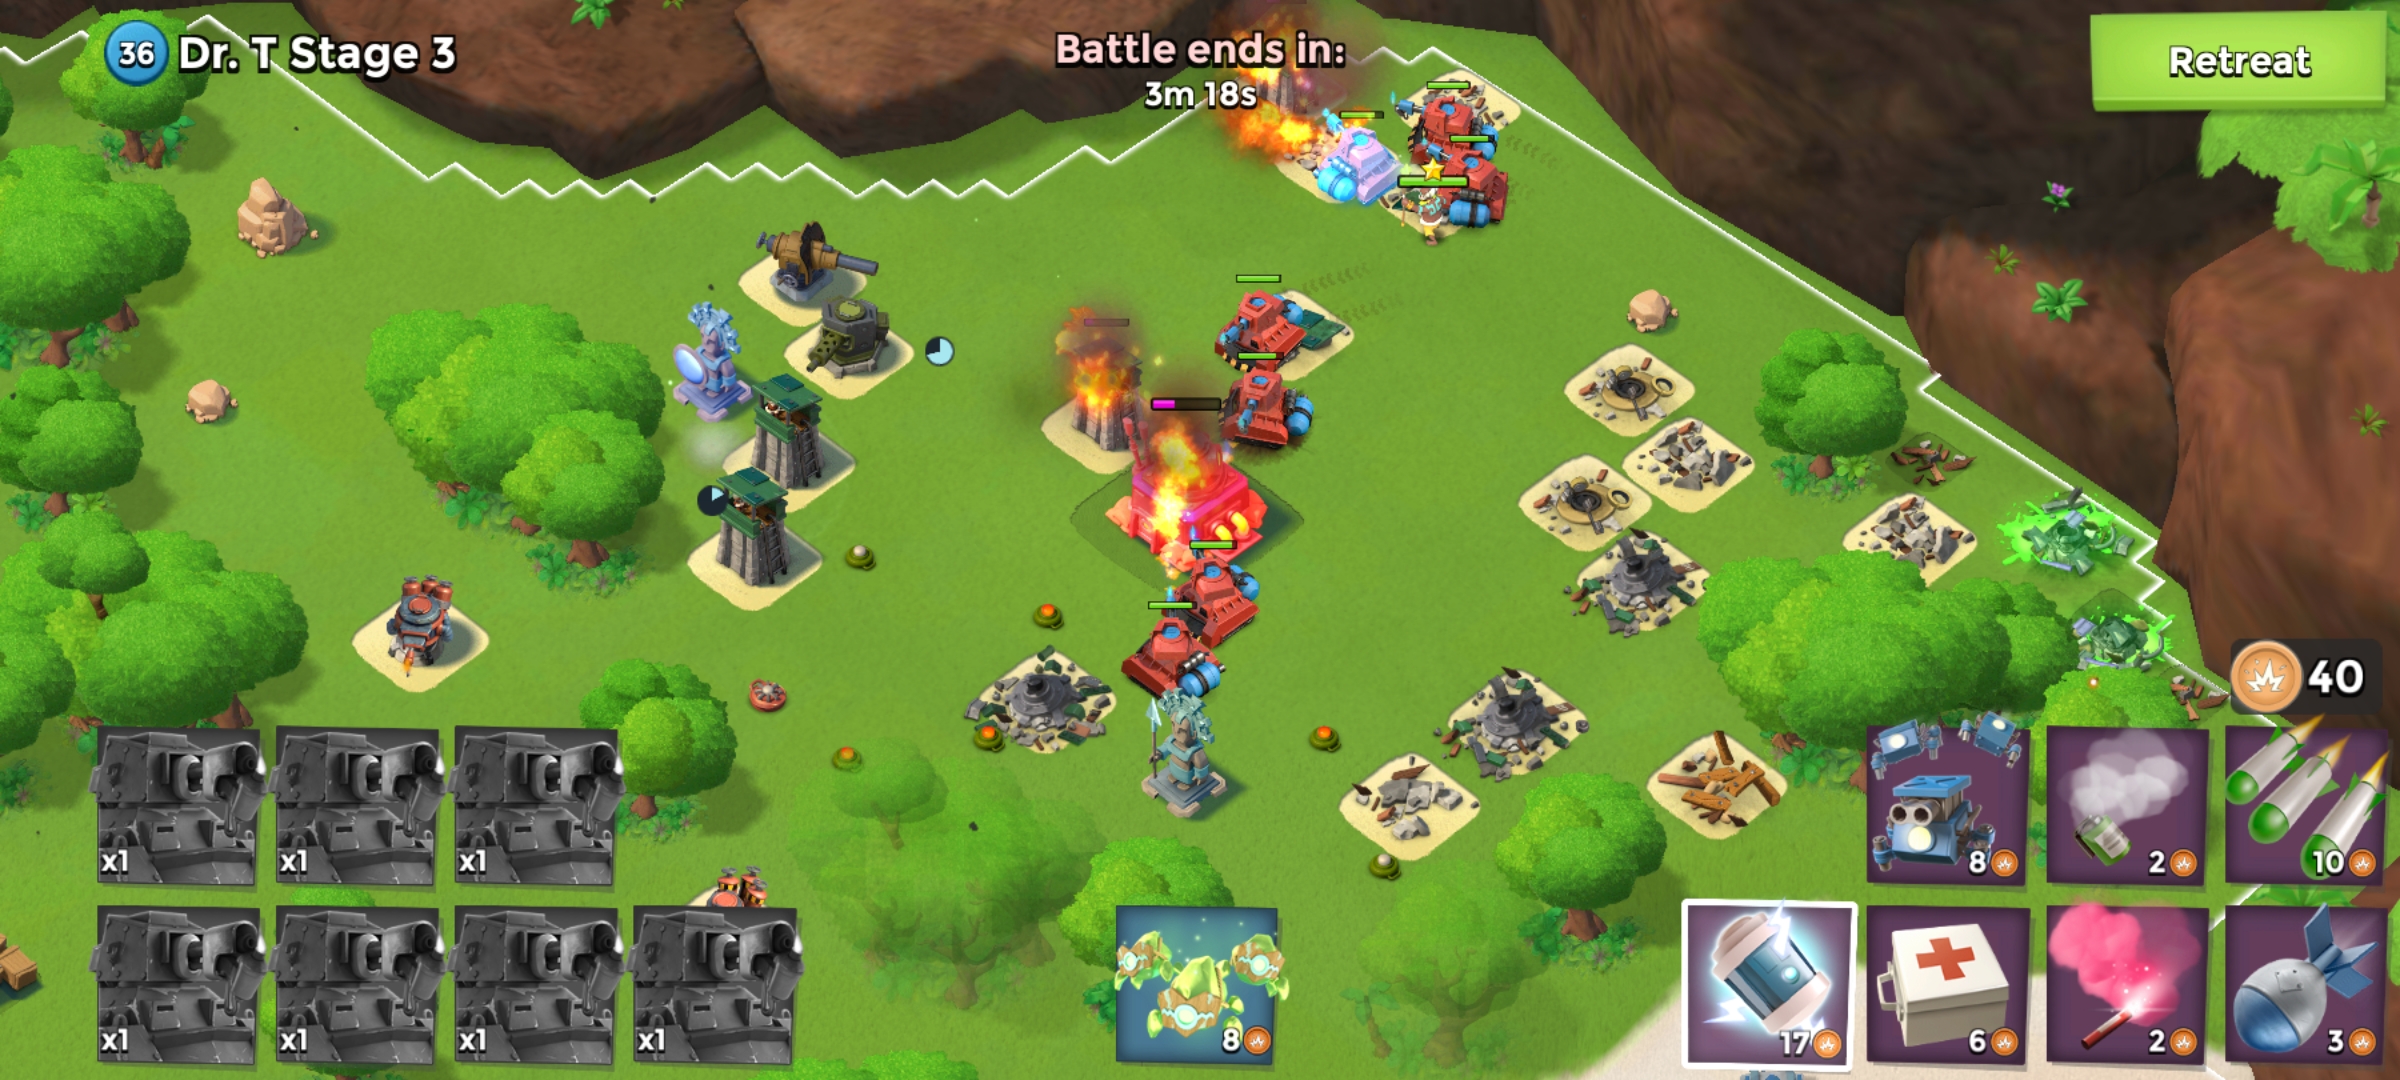 36 Dr. T Stage 3
Battle ends in:
3m 18s
Retreat
40
8
2
10
x1
x1
x1
x1
x1
x1
x1
8
17
6
2
3